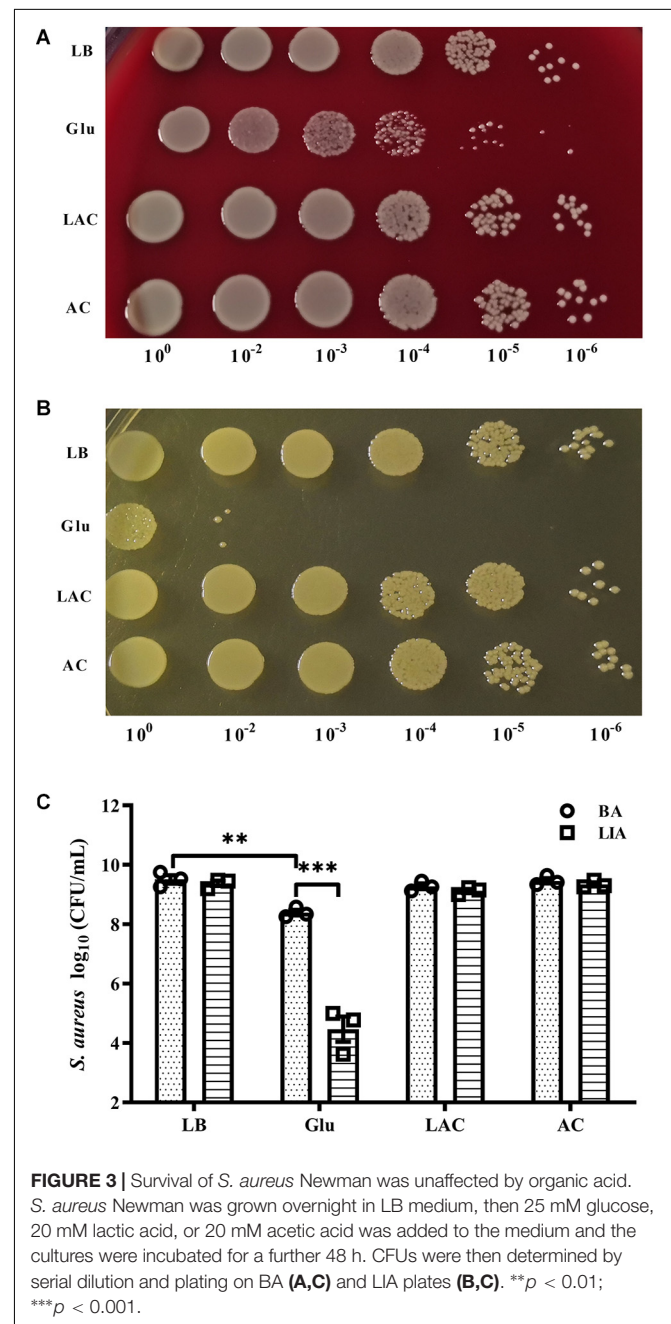 A
LB
Glu
LAC
AC
10⁰ 10⁻² 10⁻³ 10⁻⁴ 10⁻⁵ 10⁻⁶
B
LB
Glu
LAC
AC
10⁰ 10⁻² 10⁻³ 10⁻⁴ 10⁻⁵ 10⁻⁶
C
S. aureus log₁₀ (CFU/mL)
12
10
8
6
4
2
**
***
BA
LIA
LB Glu LAC AC
FIGURE 3 | Survival of S. aureus Newman was unaffected by organic acid.
S. aureus Newman was grown overnight in LB medium, then 25 mM glucose,
20 mM lactic acid, or 20 mM acetic acid was added to the medium and the
cultures were incubated for a further 48 h. CFUs were then determined by
serial dilution and plating on BA (A,C) and LIA plates (B,C). **p < 0.01;
***p < 0.001.